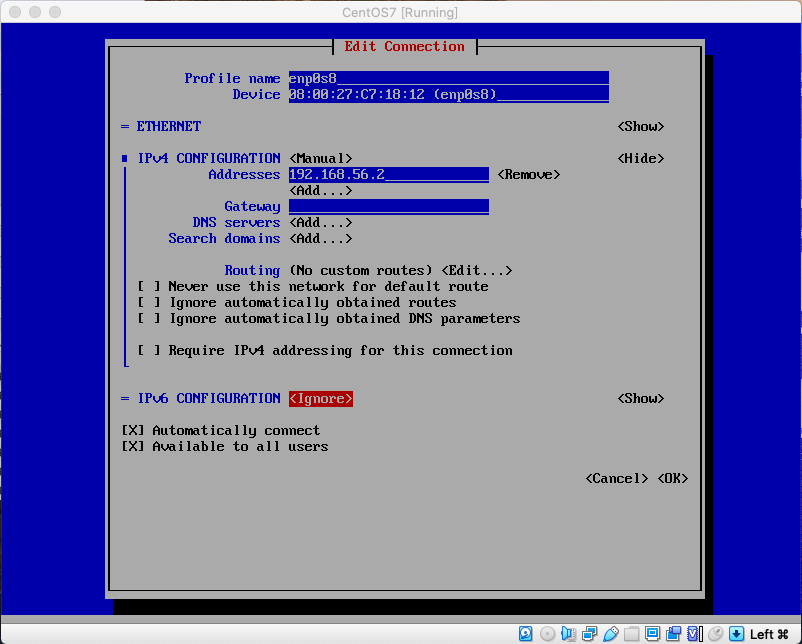 CentOS7 [Running]
Edit Connection
Profile name enp0s8
Device 08:00:27:C7:18:12 (enp0s8)
= ETHERNET <Show>
IPv4 CONFIGURATION <Manual> <Hide>
Addresses 192.168.56.2 <Remove>
<Add...>
Gateway
DNS servers <Add...>
Search domains <Add...>
Routing (No custom routes) <Edit...>
[ ] Never use this network for default route
[ ] Ignore automatically obtained routes
[ ] Ignore automatically obtained DNS parameters
[ ] Require IPv4 addressing for this connection
= IPv6 CONFIGURATION <Ignore> <Show>
[X] Automatically connect
[X] Available to all users
<Cancel> <OK>
Left ⌘